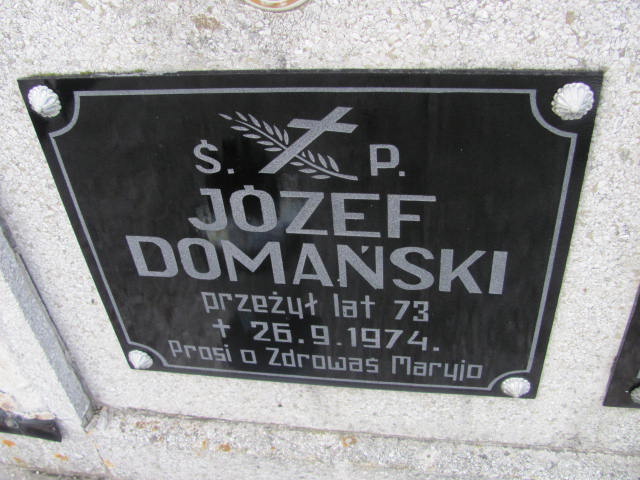 Ś. P.
JÓZEF
DOMAŃSKI
przeżył lat 73
+ 26.9.1974.
Prosi o Zdrowaś Maryjo